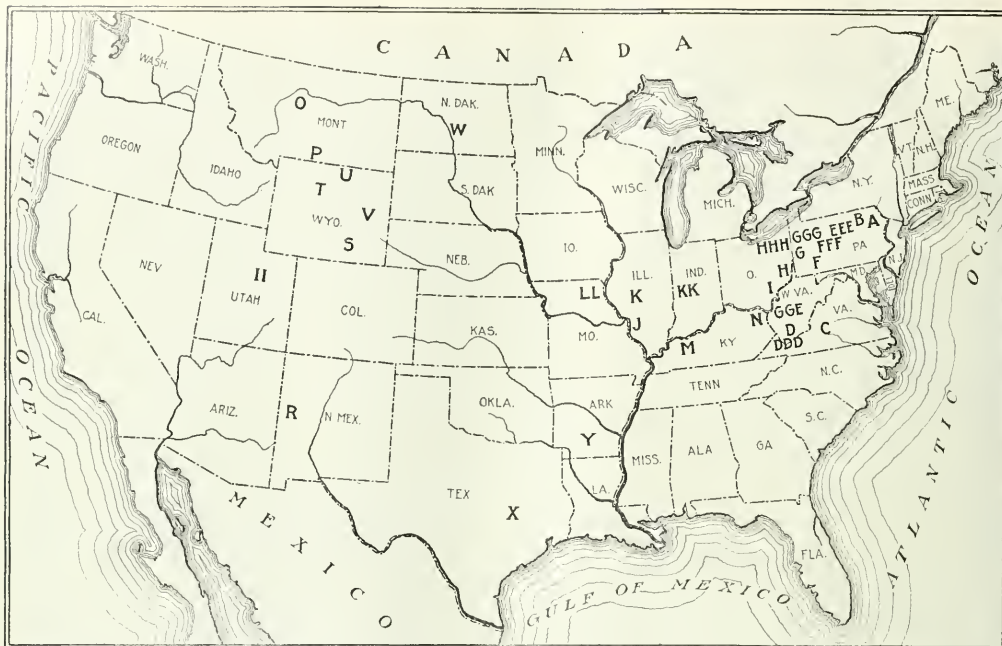 CANADA
PACIFIC
OCEAN
WASH.
OREGON
IDAHO
MONT
O
P
N. DAK.
W
S. DAK
MINN.
WISC.
MICH.
N.Y.
VT.
N.H.
ME.
MASS
CONN
WYO.
T
U
V
S
NEB.
IO.
ILL.
K
J
IND.
KK
O.
HHH
H
I
GGG
G
EEE
FFF
F
B
A
PA
N.J.
MD.
W VA.
GGE
D
DDD
VA.
C
NEV
UTAH
II
COL.
KAS.
MO.
LL
KY
M
N
CAL.
ARIZ.
N MEX.
R
OKLA.
ARK
Y
TENN
N.C.
S.C.
MISS.
ALA
GA
LA.
TEX
X
FLA.
MEXICO
GULF OF MEXICO
ATLANTIC
OCEAN